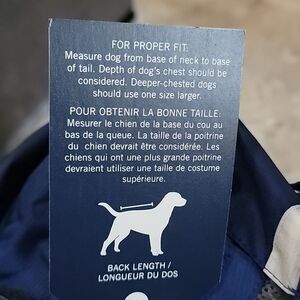 FOR PROPER FIT:
Measure dog from base of neck to base
of tail. Depth of dog's chest should be
considered. Deeper-chested dogs
should use one size larger.
POUR OBTENIR LA BONNE TAILLE:
Mesurer le chien de la base du cou au
bas de la queue. La taille de la poitrine
du chien devrait être considérée. Les
chiens qui ont une plus grande poitrine
devraient utiliser une taille de costume
supérieure.
BACK LENGTH /
LONGUEUR DU DOS